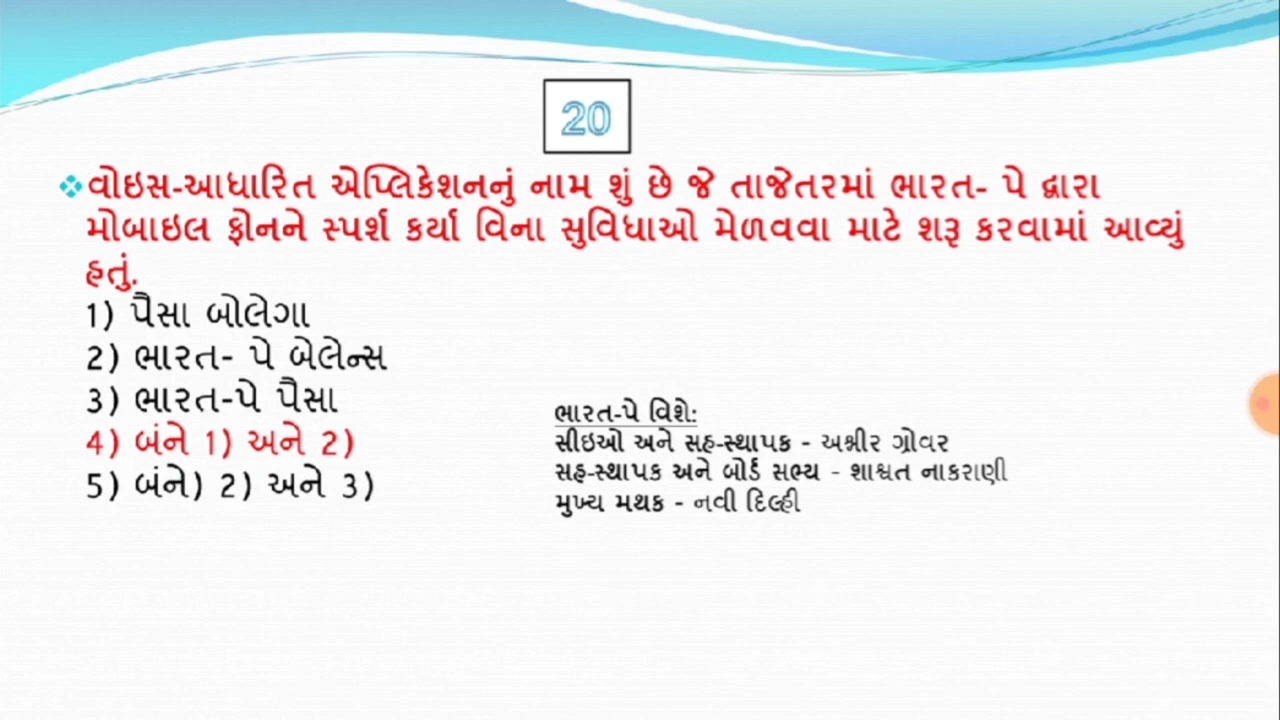 20
વોઇસ-આધારિત એપ્લિકેશનનું નામ શું છે જે તાજેતરમાં ભારત- પે દ્વારા
મોબાઇલ ફોનને સ્પર્શ કર્યા વિના સુવિધાઓ મેળવવા માટે શરૂ કરવામાં આવ્યું
હતું.
1) પૈસા બોલેગા
2) ભારત- પે બેલેન્સ
3) ભારત-પે પૈસા
4) બંને 1) અને 2)
5) બંને) 2) અને 3)
ભારત-પે વિશે:
સીઇઓ અને સહ-સ્થાપક - અશ્નીર ગ્રોવર
સહ-સ્થાપક અને બોર્ડ સભ્ય - શાશ્વત નાકરાણી
મુખ્ય મથક - નવી દિલ્હી